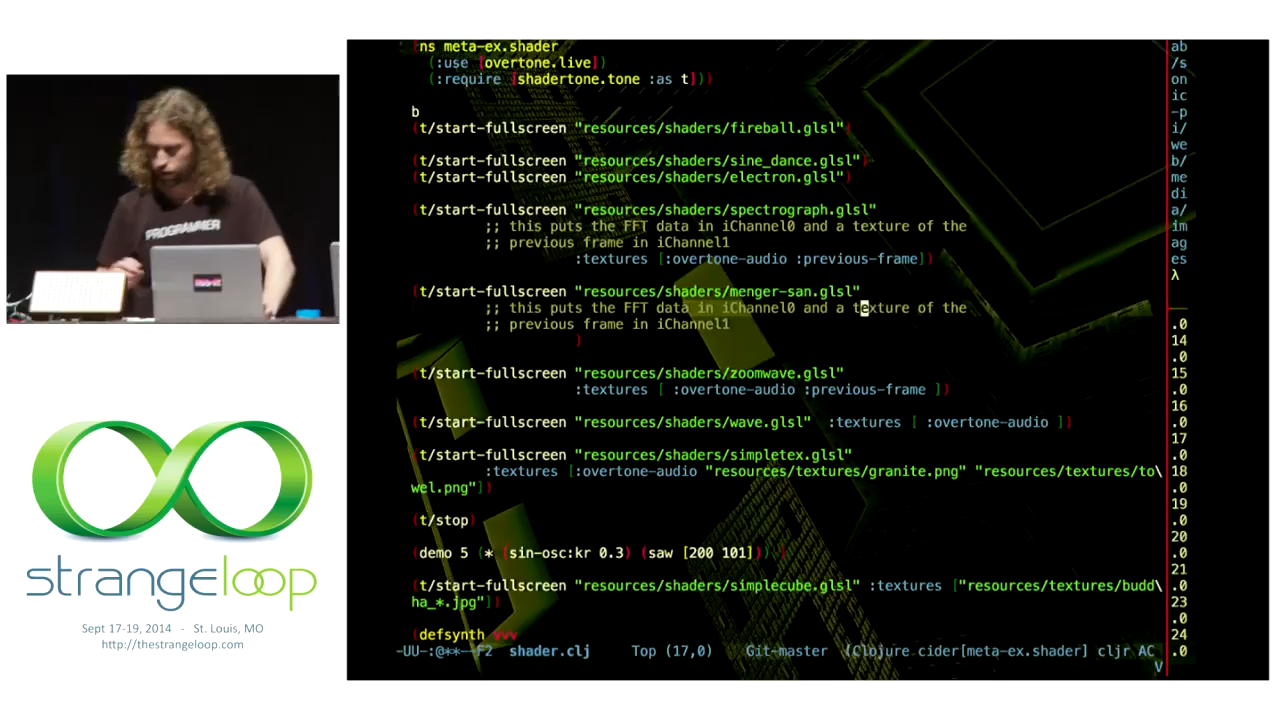 PROGRAMMER
strangeloop
Sept 17-19, 2014 - St. Louis, MO
http://thestrangeloop.com
(ns meta-ex.shader
(:use [overtone.live])
(:require [shadertone.tone :as t]))
b
(t/start-fullscreen "resources/shaders/fireball.glsl")
(t/start-fullscreen "resources/shaders/sine_dance.glsl")
(t/start-fullscreen "resources/shaders/electron.glsl")
(t/start-fullscreen "resources/shaders/spectrograph.glsl"
;; this puts the FFT data in iChannel0 and a texture of the
;; previous frame in iChannel1
:textures [:overtone-audio :previous-frame])
(t/start-fullscreen "resources/shaders/menger-san.glsl"
;; this puts the FFT data in iChannel0 and a texture of the
;; previous frame in iChannel1
)
(t/start-fullscreen "resources/shaders/zoomwave.glsl"
:textures [ :overtone-audio :previous-frame ])
(t/start-fullscreen "resources/shaders/wave.glsl" :textures [ :overtone-audio ])
(t/start-fullscreen "resources/shaders/simpletex.glsl"
:textures [:overtone-audio "resources/textures/granite.png" "resources/textures/to\
wel.png"])
(t/stop)
(demo 5 (* (sin-osc:kr 0.3) (saw [200 101])) )
(t/start-fullscreen "resources/shaders/simplecube.glsl" :textures ["resources/textures/budd\
ha_*.jpg"])
(defsynth vvv
-UU-:@**--F2 shader.clj Top (17,0) Git-master (Clojure cider[meta-ex.shader] cljr AC
V
ab
/s
on
ic
-p
i/
we
b/
me
di
a/
im
ag
es
λ
.0
14
.0
15
.0
16
.0
17
.0
18
.0
19
.0
20
.0
21
.0
23
.0
24
.0